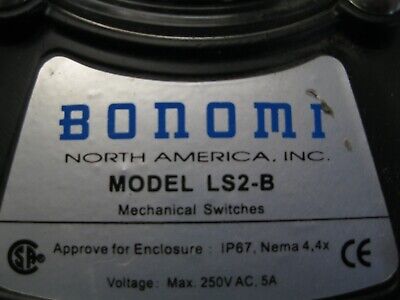 BONOMI
NORTH AMERICA, INC.
MODEL LS2-B
Mechanical Switches
SA ® Approve for Enclosure : IP67, Nema 4,4x CE
Voltage: Max. 250V AC, 5A